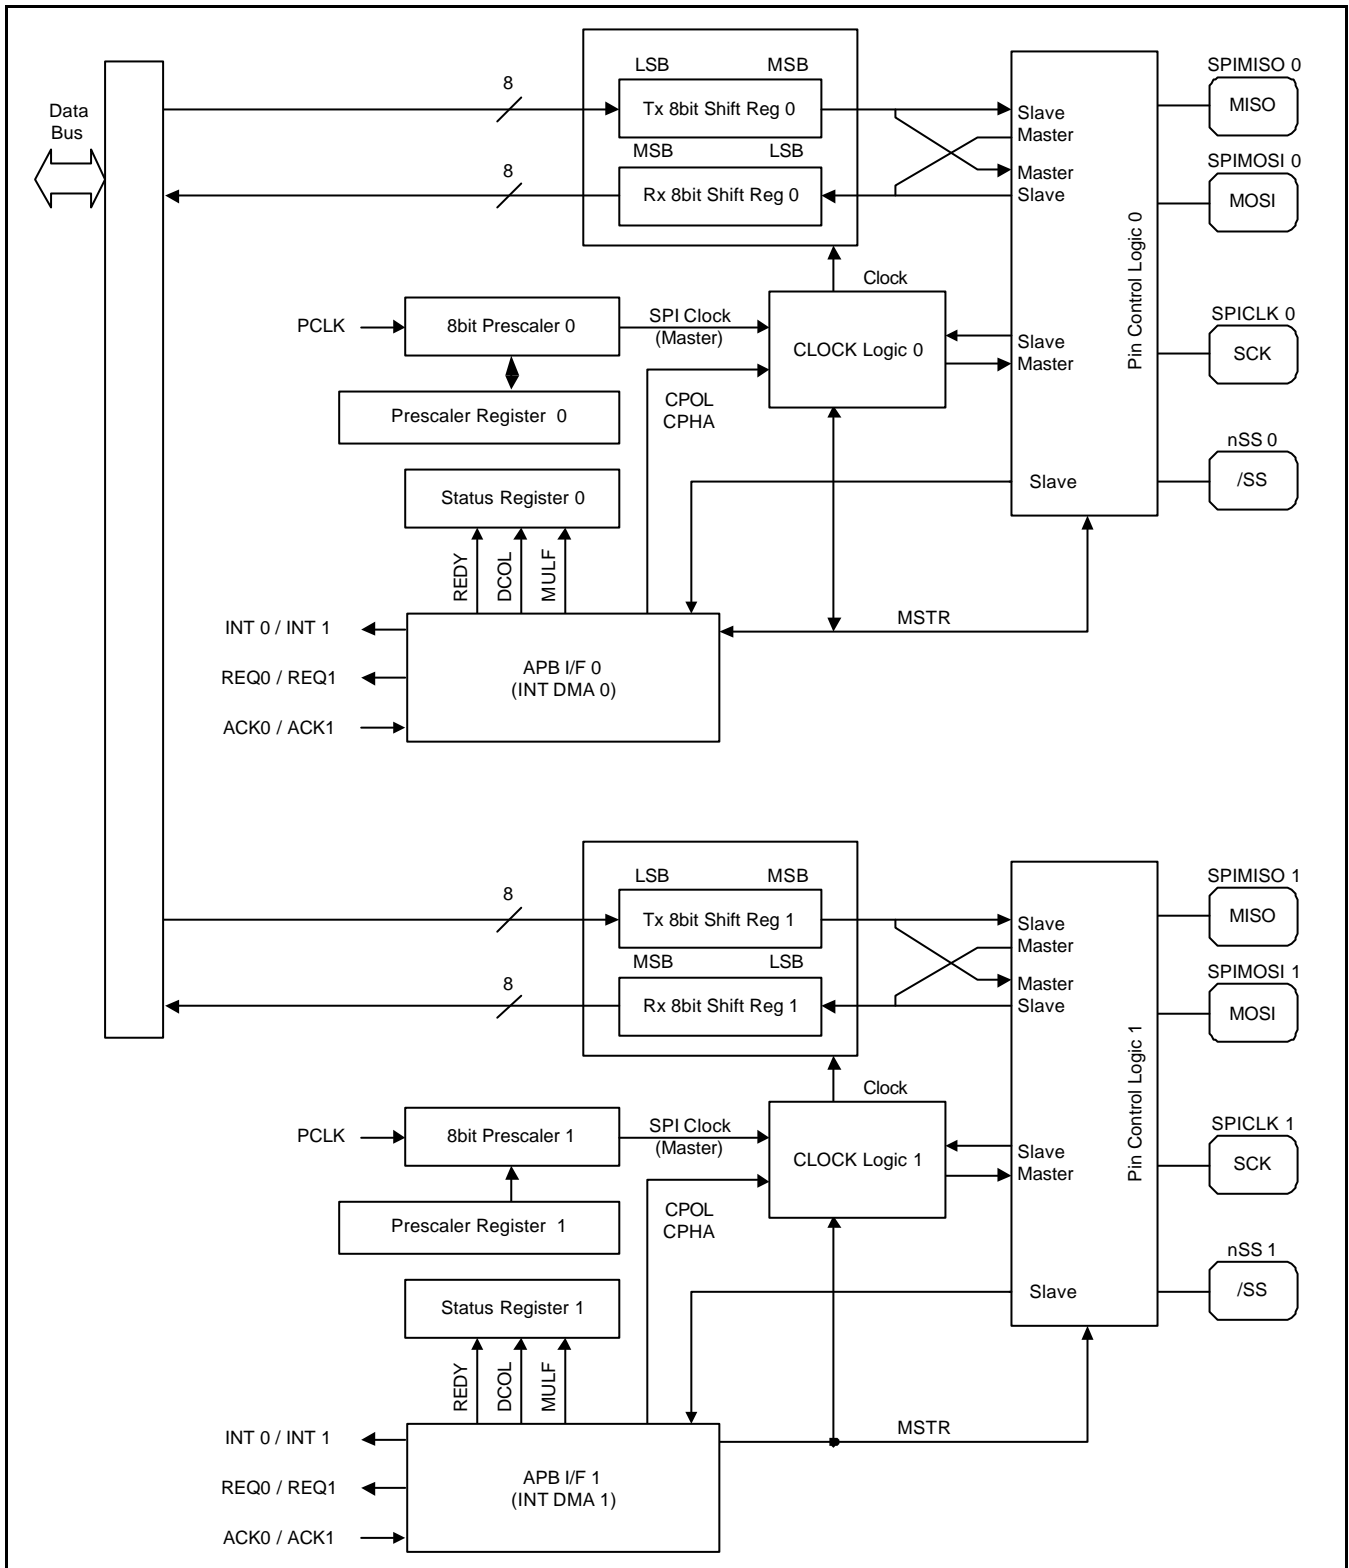 Data
Bus
8
LSB MSB
Tx 8bit Shift Reg 0
MSB LSB
8
Rx 8bit Shift Reg 0
Slave
Master
Master
Slave
Pin Control Logic 0
SPIMISO 0
MISO
SPIMOSI 0
MOSI
Clock
PCLK
8bit Prescaler 0
SPI Clock
(Master)
CLOCK Logic 0
Slave
Master
SPICLK 0
SCK
Prescaler Register 0
CPOL
CPHA
nSS 0
/SS
Slave
Status Register 0
REDY
DCOL
MULF
MSTR
INT 0 / INT 1
REQ0 / REQ1
ACK0 / ACK1
APB I/F 0
(INT DMA 0)
8
LSB MSB
Tx 8bit Shift Reg 1
MSB LSB
8
Rx 8bit Shift Reg 1
Slave
Master
Master
Slave
Pin Control Logic 1
SPIMISO 1
MISO
SPIMOSI 1
MOSI
Clock
PCLK
8bit Prescaler 1
SPI Clock
(Master)
CLOCK Logic 1
Slave
Master
SPICLK 1
SCK
Prescaler Register 1
CPOL
CPHA
nSS 1
/SS
Slave
Status Register 1
REDY
DCOL
MULF
MSTR
INT 0 / INT 1
REQ0 / REQ1
ACK0 / ACK1
APB I/F 1
(INT DMA 1)